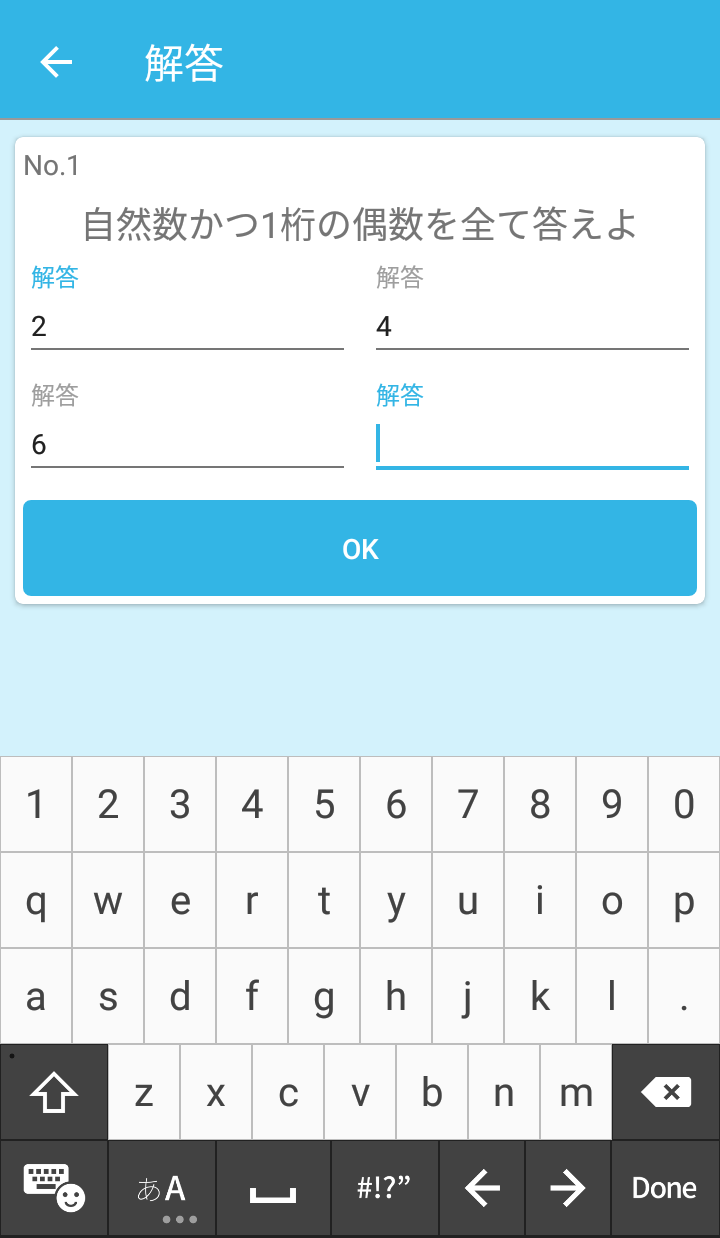 解答
No.1
自然数かつ1桁の偶数を全て答えよ
解答 解答
2 4
解答 解答
6
OK
1 2 3 4 5 6 7 8 9 0
q w e r t y u i o p
a s d f g h j k l .
z x c v b n m
あA #!?” Done